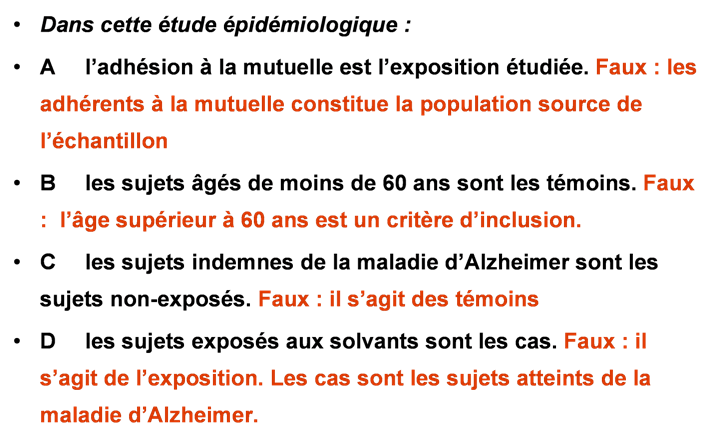 • Dans cette étude épidémiologique :
• A l’adhésion à la mutuelle est l’exposition étudiée. Faux : les
adhérents à la mutuelle constitue la population source de
l’échantillon
• B les sujets âgés de moins de 60 ans sont les témoins. Faux
: l’âge supérieur à 60 ans est un critère d’inclusion.
• C les sujets indemnes de la maladie d’Alzheimer sont les
sujets non-exposés. Faux : il s’agit des témoins
• D les sujets exposés aux solvants sont les cas. Faux : il
s’agit de l’exposition. Les cas sont les sujets atteints de la
maladie d’Alzheimer.